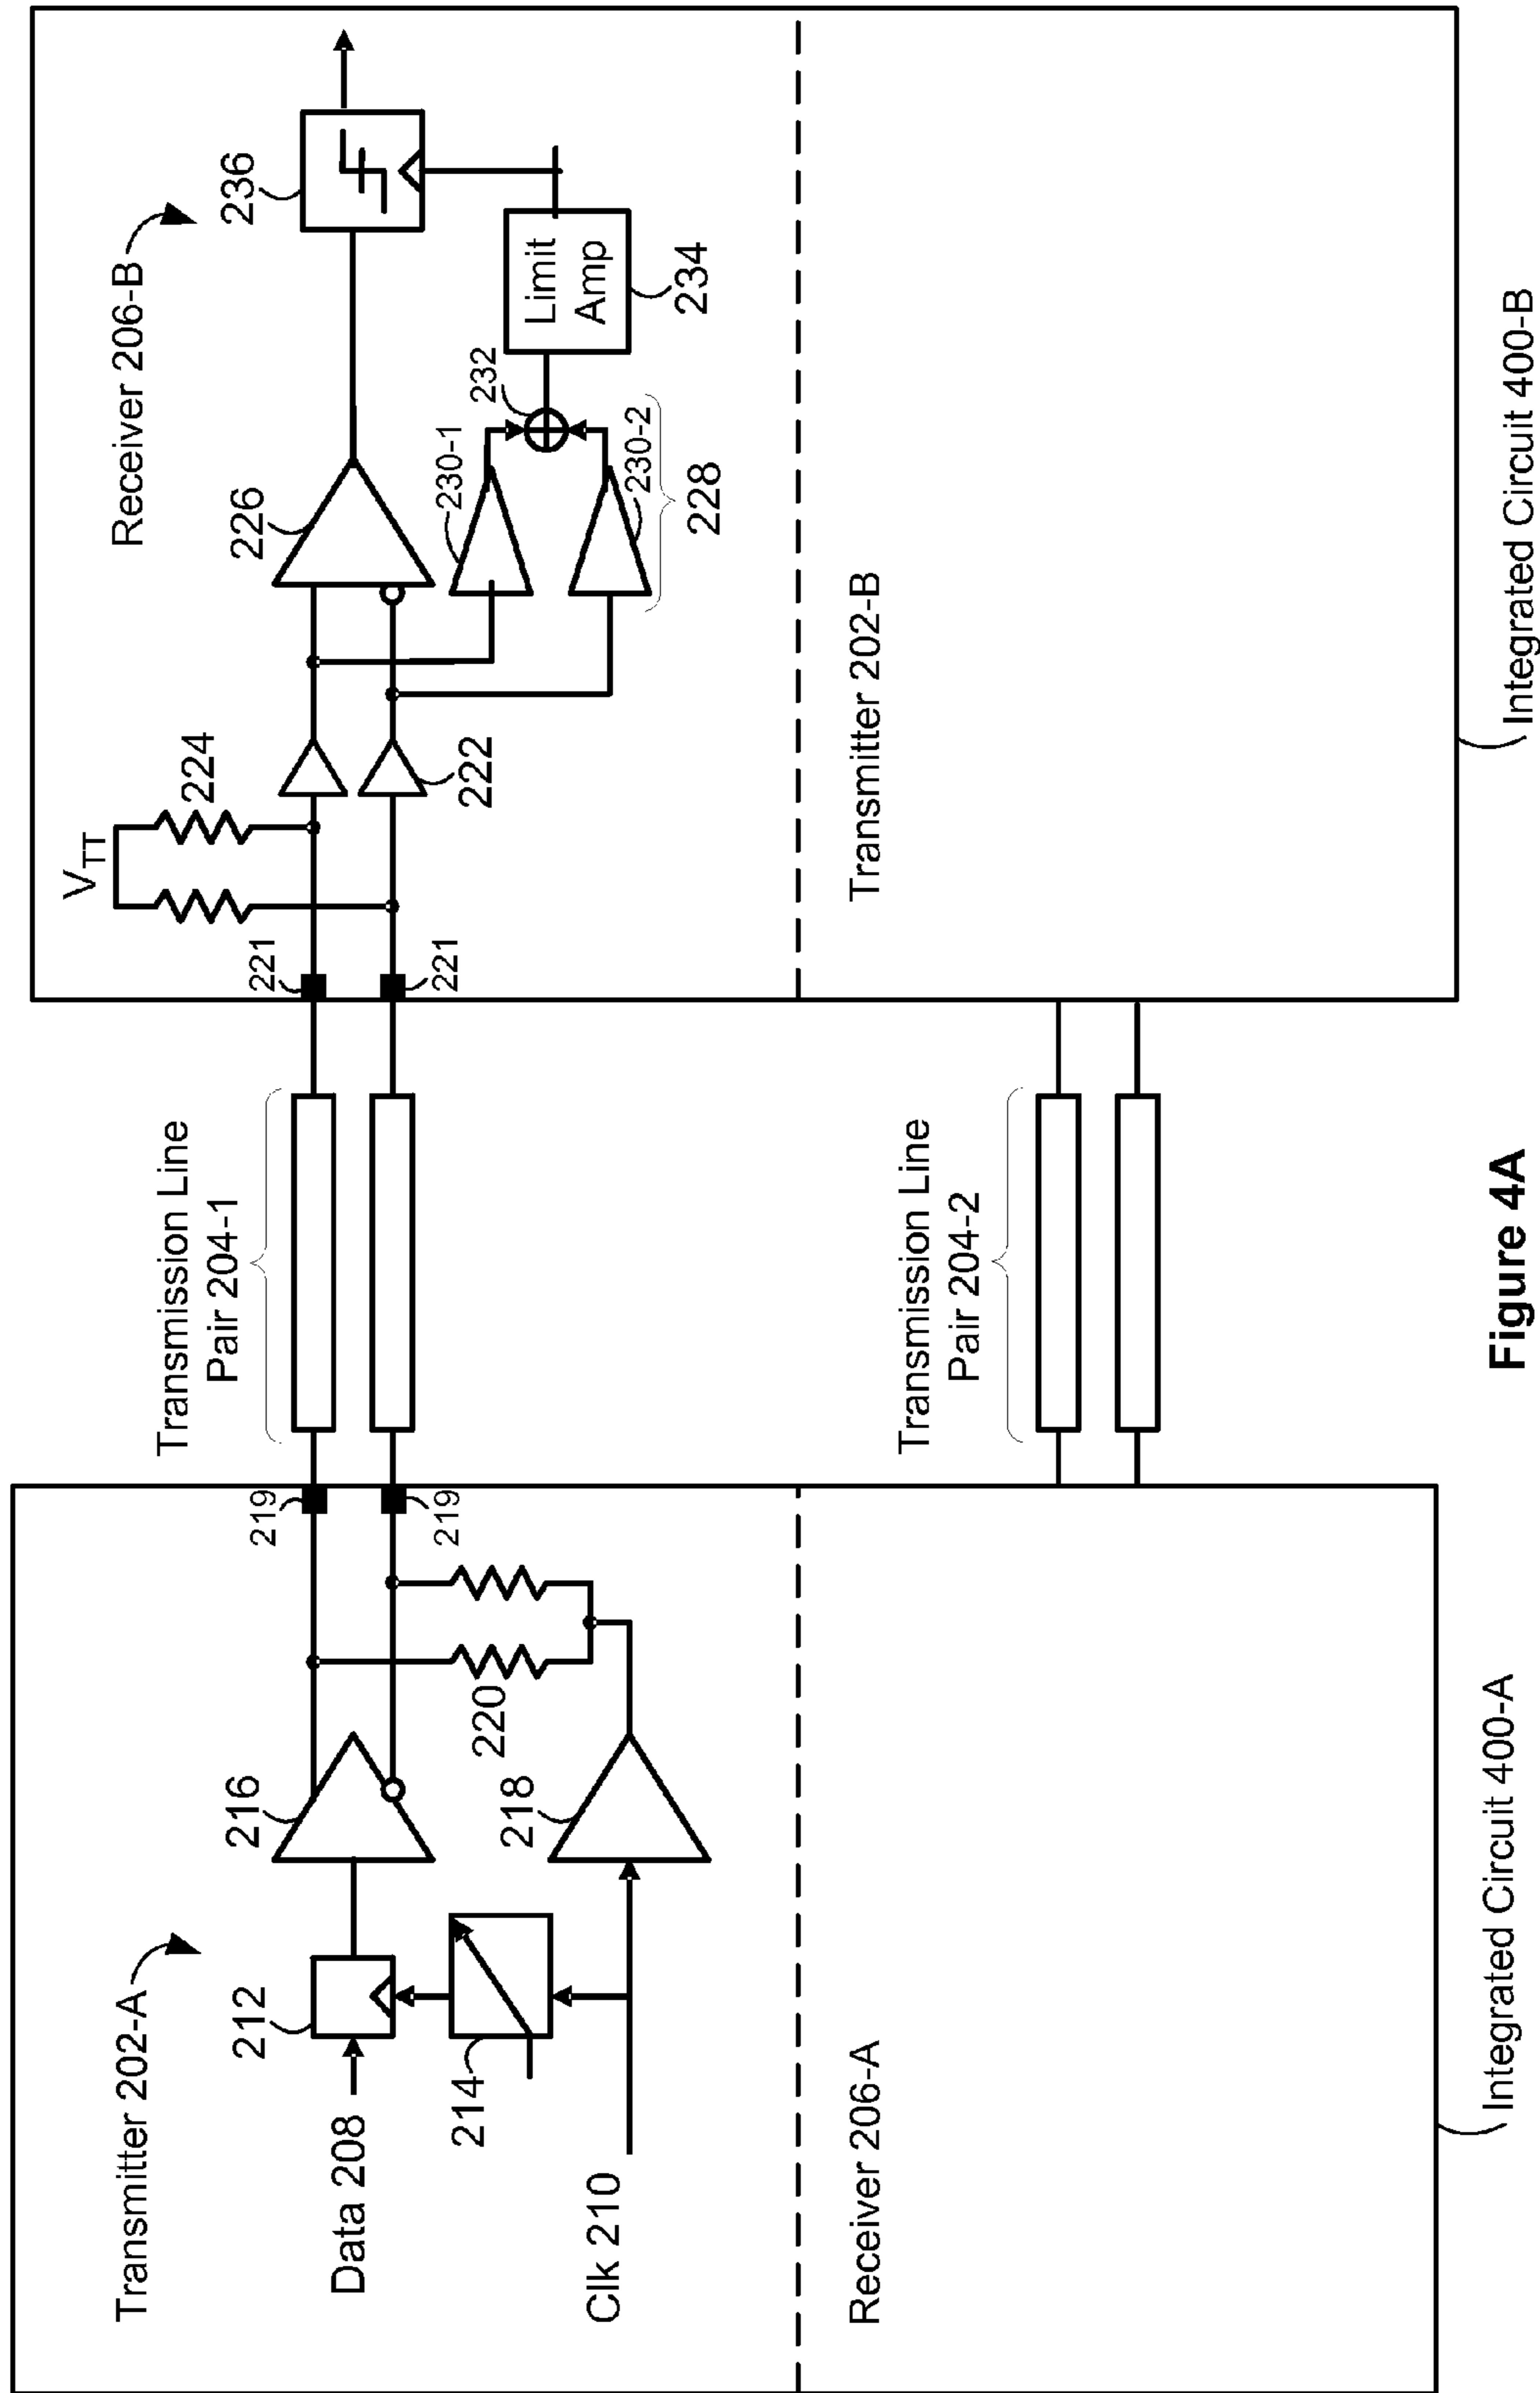 Transmitter 202-A
212
216
Data 208
214
218
220
Clk 210
219
219
Receiver 206-A
Integrated Circuit 400-A
Transmission Line
Pair 204-1
Transmission Line
Pair 204-2
Receiver 206-B
VTT
224
221
221
222
226
236
230-1
232
230-2
228
Limit
Amp
234
Transmitter 202-B
Integrated Circuit 400-B
Figure 4A